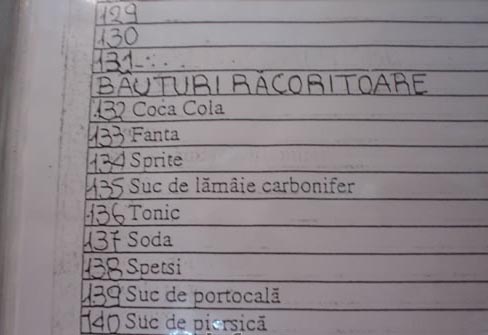 129
130
131
BĂUTURI RĂCORITOARE
132 Coca Cola
133 Fanta
134 Sprite
135 Suc de lămâie carbonifer
136 Tonic
137 Soda
138 Spetsi
139 Suc de portocală
140 Suc de piersică